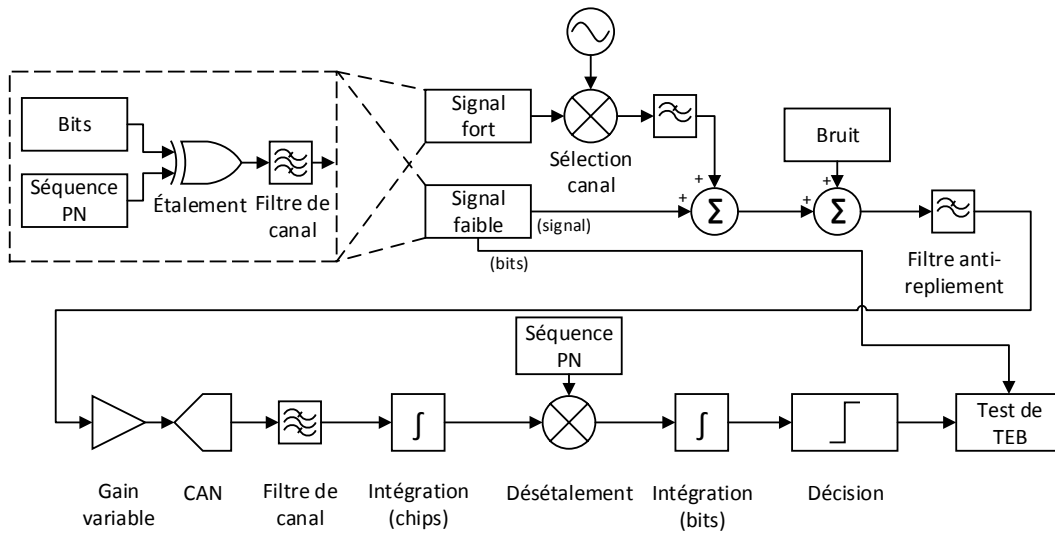 Bits
Séquence
PN
Étalement
Filtre de
canal
Signal
fort
Signal
faible
(signal)
(bits)
Sélection
canal
+
+
Σ
Bruit
+
+
Σ
Filtre anti-
repliement
Séquence
PN
∫
∫
Test de
TEB
Gain
variable
CAN
Filtre de
canal
Intégration
(chips)
Désétalement
Intégration
(bits)
Décision